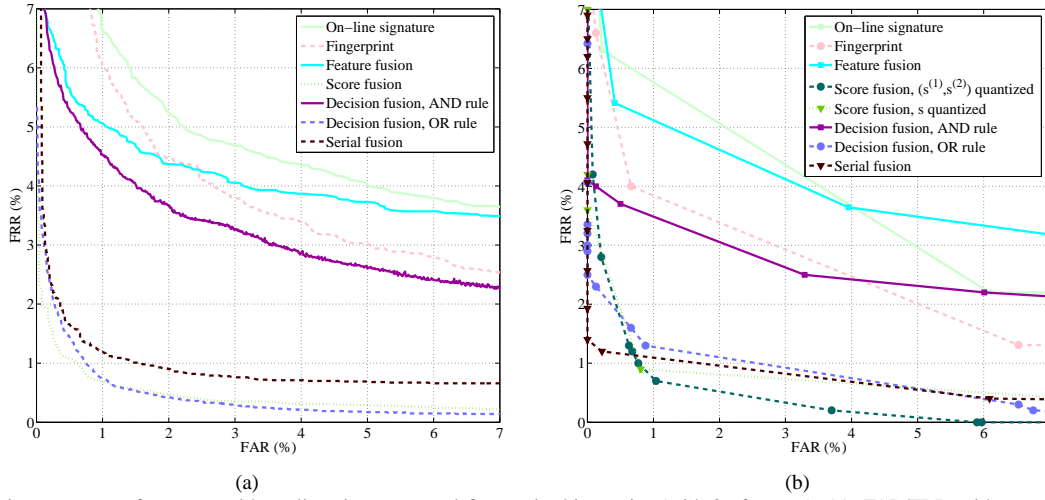 7
6
5
4
3
2
1
0
FRR (%)
0 1 2 3 4 5 6 7
FAR (%)
On−line signature
Fingerprint
Feature fusion
Score fusion
Decision fusion, AND rule
Decision fusion, OR rule
Serial fusion
(a)
7
6
5
4
3
2
1
0
FRR (%)
0 1 2 3 4 5 6
FAR (%)
On−line signature
Fingerprint
Feature fusion
Score fusion, (s(1),s(2)) quantized
Score fusion, s quantized
Decision fusion, AND rule
Decision fusion, OR rule
Serial fusion
(b)